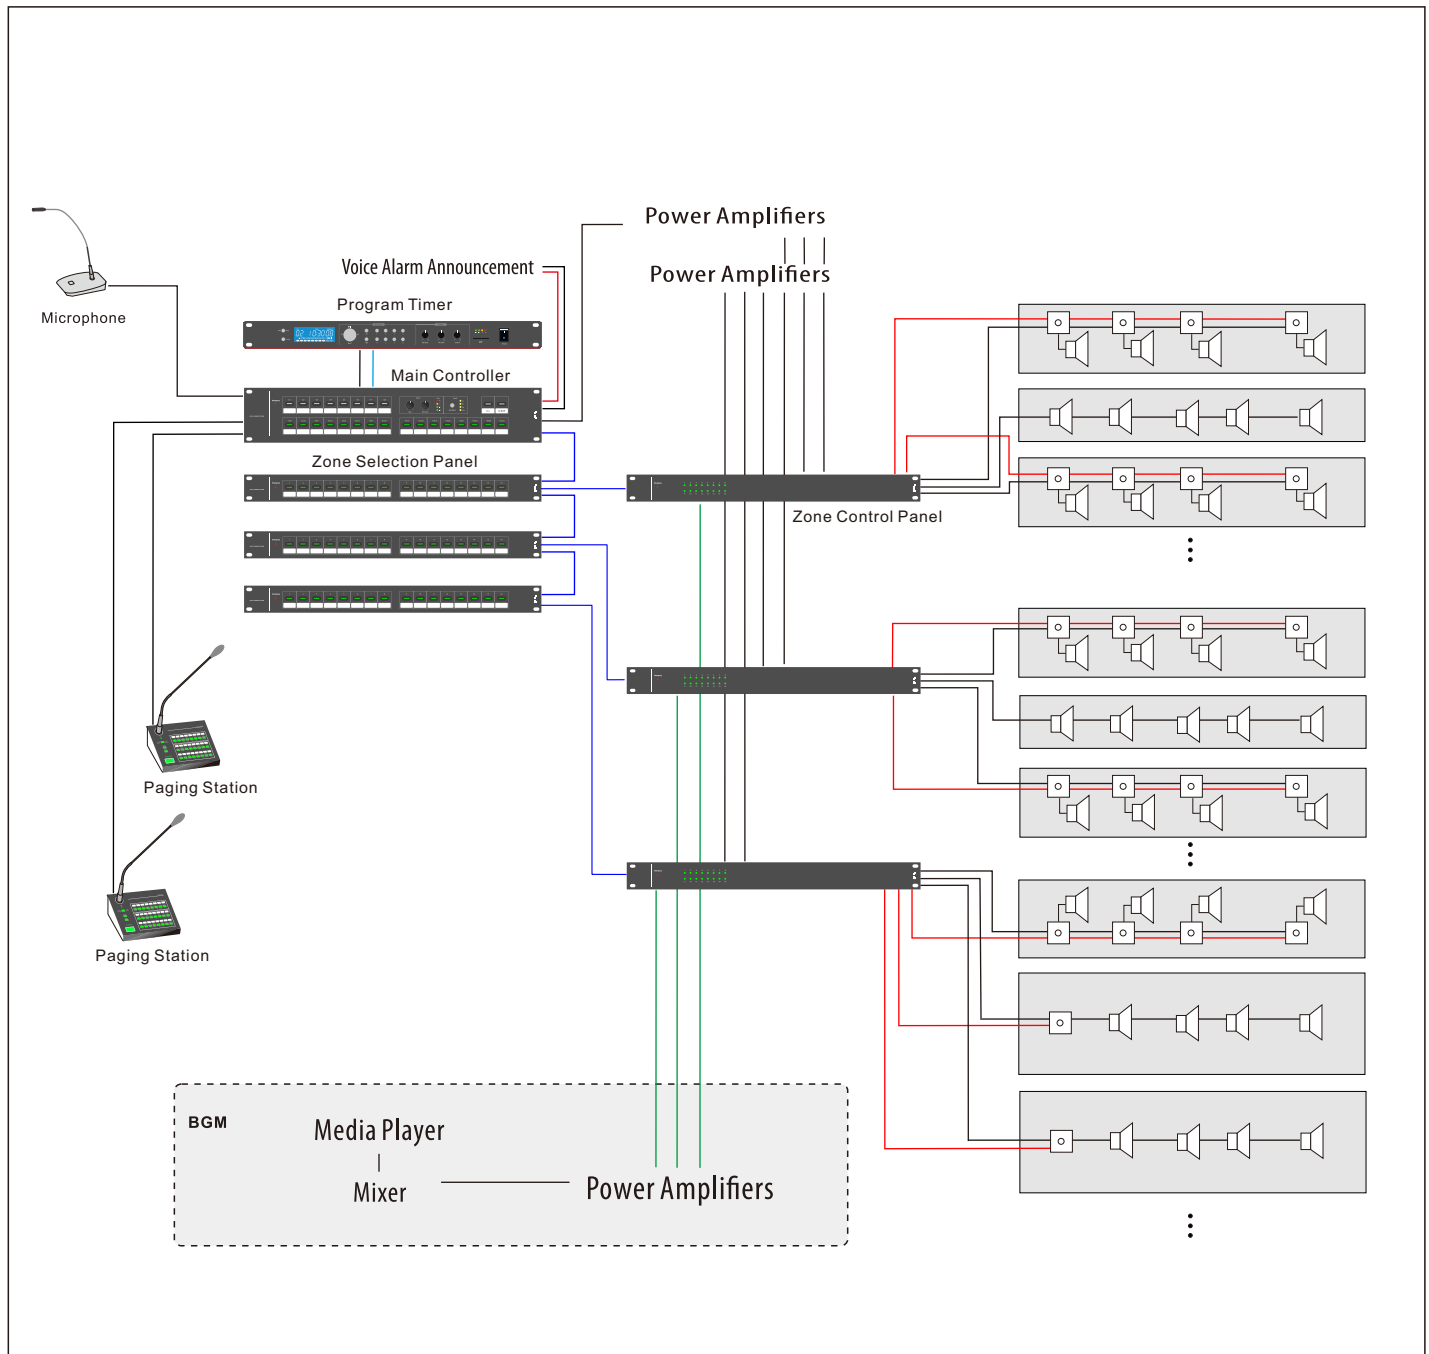 Power Amplifiers
Voice Alarm Announcement
Power Amplifiers
Program Timer
Microphone
Main Controller
Zone Selection Panel
Zone Control Panel
Paging Station
Paging Station
BGM
Media Player
Mixer
Power Amplifiers